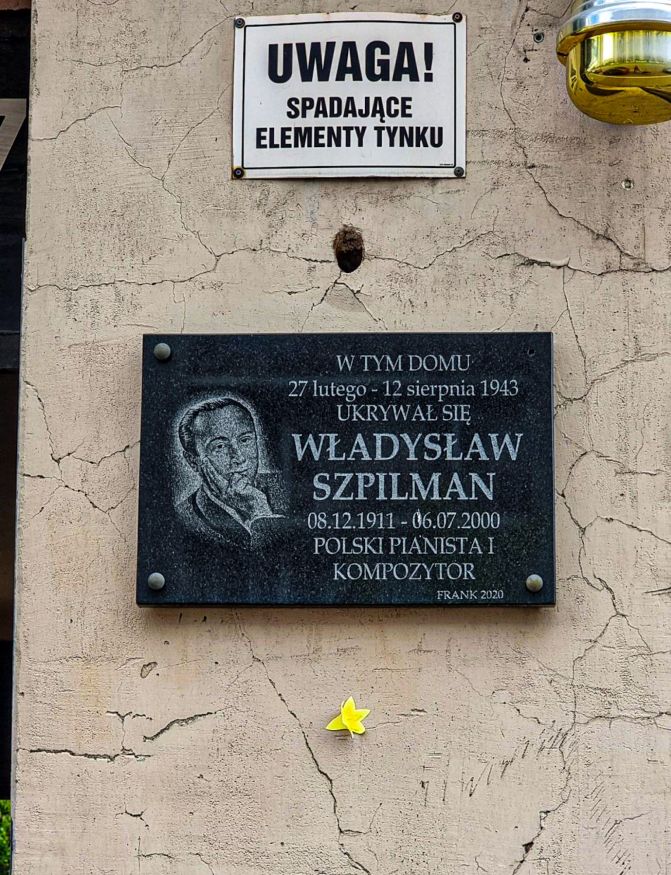 UWAGA!
SPADAJĄCE
ELEMENTY TYNKU
W TYM DOMU
27 lutego - 12 sierpnia 1943
UKRYWAŁ SIĘ
WŁADYSŁAW
SZPILMAN
08.12.1911 - 06.07.2000
POLSKI PIANISTA I
KOMPOZYTOR
FRANK 2020